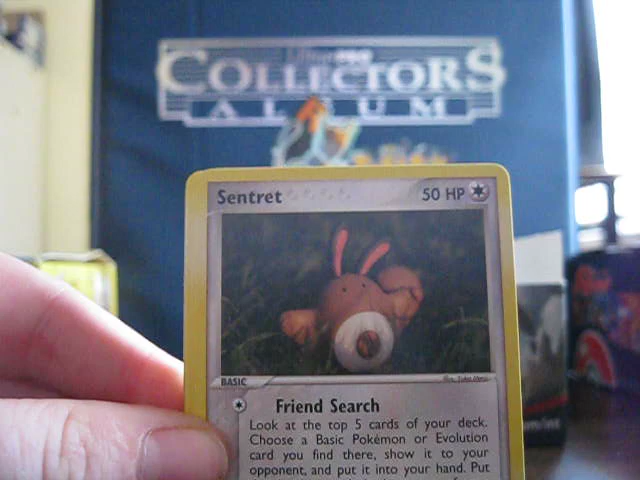 COLLECTORS
ALBUM
Sentret 50 HP
BASIC
Friend Search
Look at the top 5 cards of your deck.
Choose a Basic Pokémon or Evolution
card you find there, show it to your
opponent, and put it into your hand. Put